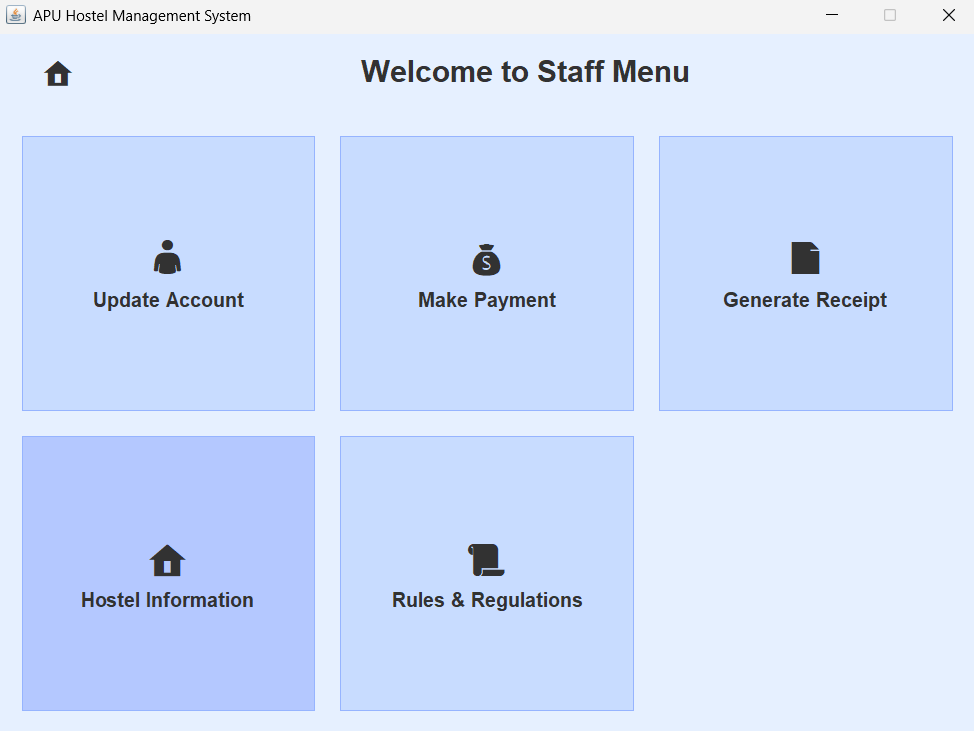 APU Hostel Management System
Welcome to Staff Menu
Update Account
Make Payment
Generate Receipt
Hostel Information
Rules & Regulations